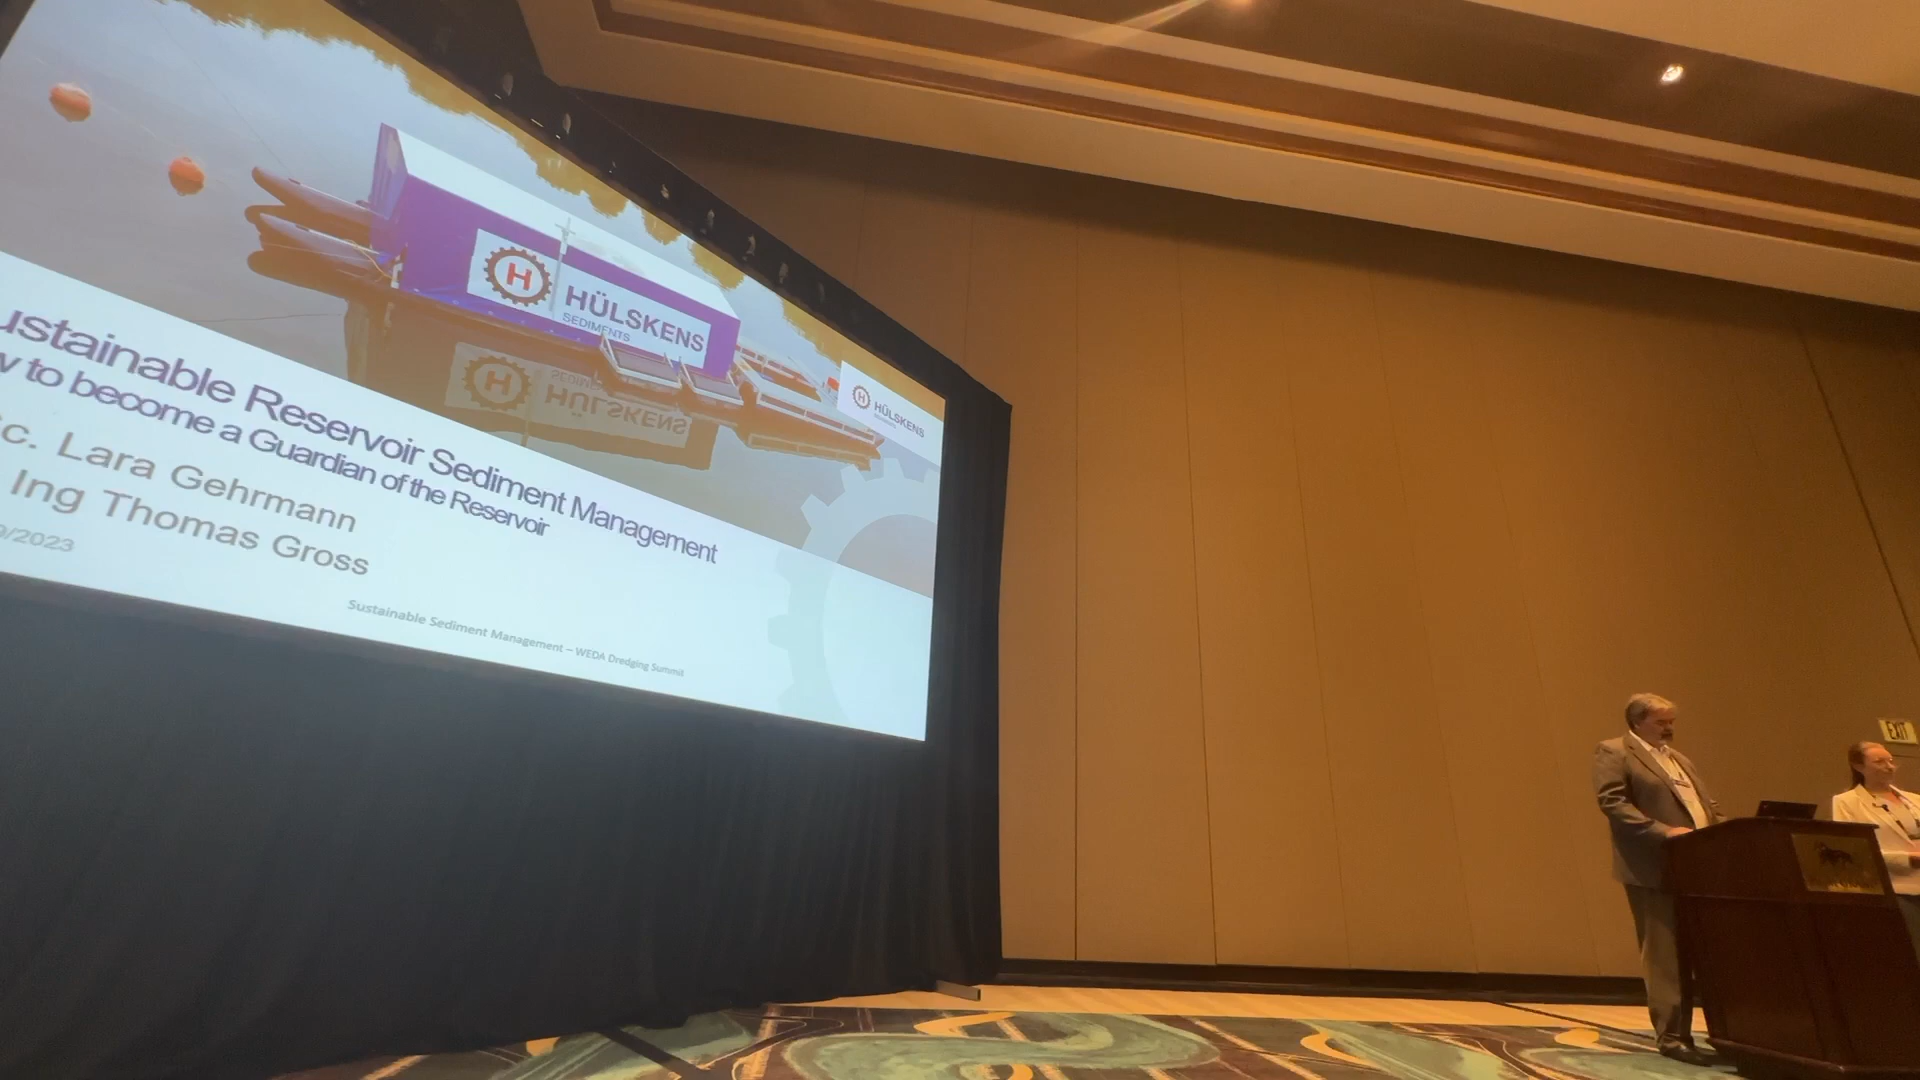 H HÜLSKENS
SEDIMENTS
H HÜLSKENS
H HÜLSKENS
ustainable Reservoir Sediment Management
to become a Guardian of the Reservoir
c. Lara Gehrmann
Ing Thomas Gross
/2023
Sustainable Sediment Management – WEDA Dredging Summit
EXIT